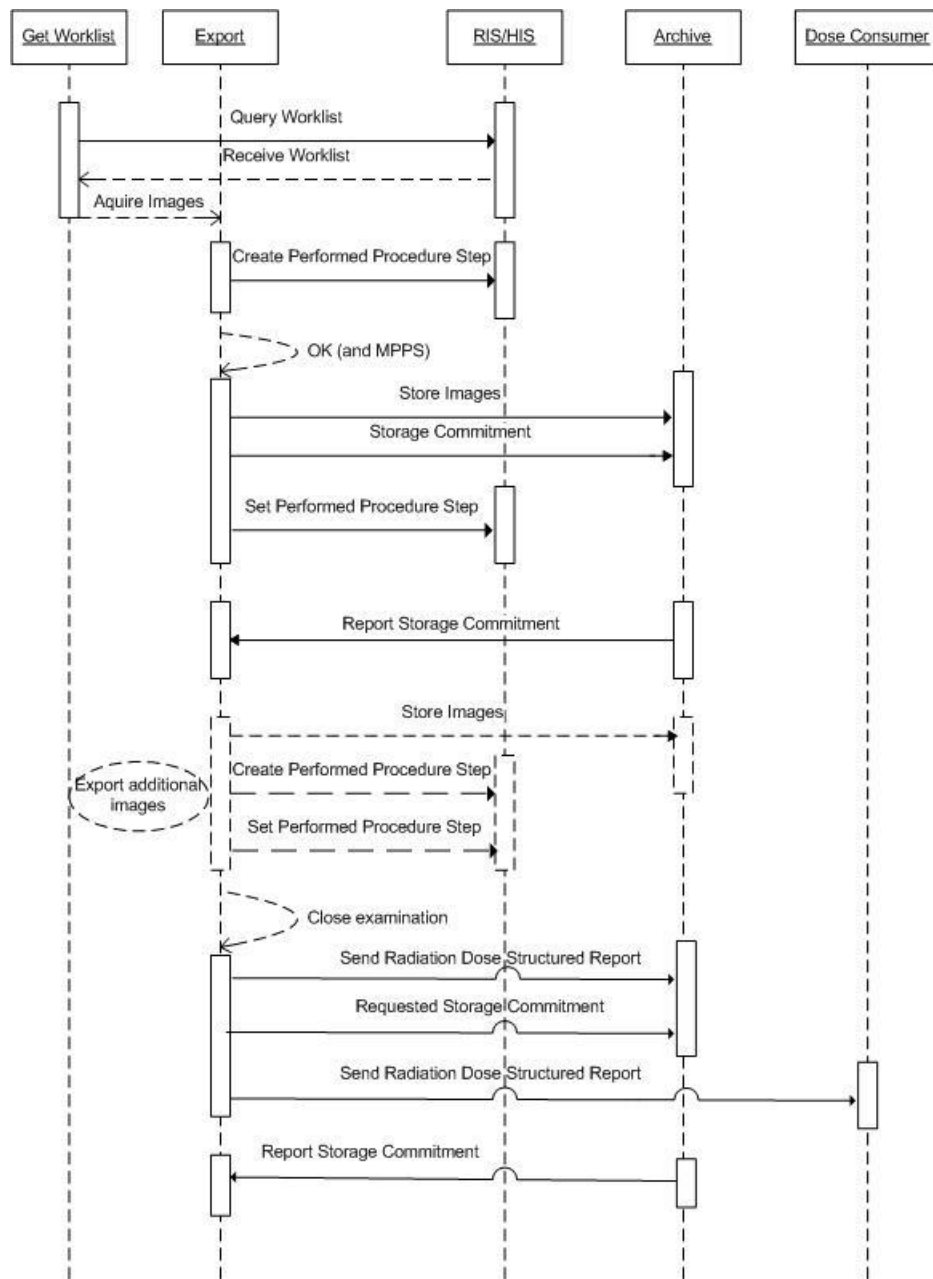 Get Worklist
Export
RIS/HIS
Archive
Dose Consumer
Query Worklist
Receive Worklist
Aquire Images
Create Performed Procedure Step
OK (and MPPS)
Store Images
Storage Commitment
Set Performed Procedure Step
Report Storage Commitment
Store Images
Create Performed Procedure Step
Export additional
images
Set Performed Procedure Step
Close examination
Send Radiation Dose Structured Report
Requested Storage Commitment
Send Radiation Dose Structured Report
Report Storage Commitment